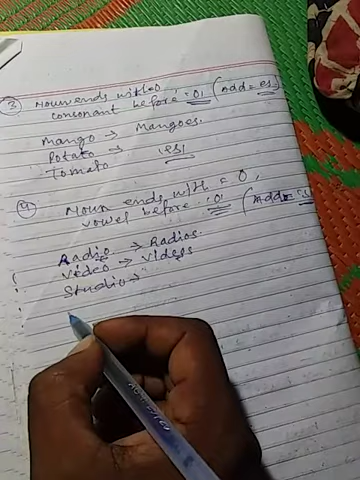 ③ Noun ends with o
consonant before 'o' (Add = es)
Mango → Mangoes.
Potato → 'es'
Tomato
④ Noun ends with = o,
vowel before 'o' (Add = 's'
Radio → Radios.
Video → Videos
Studio →